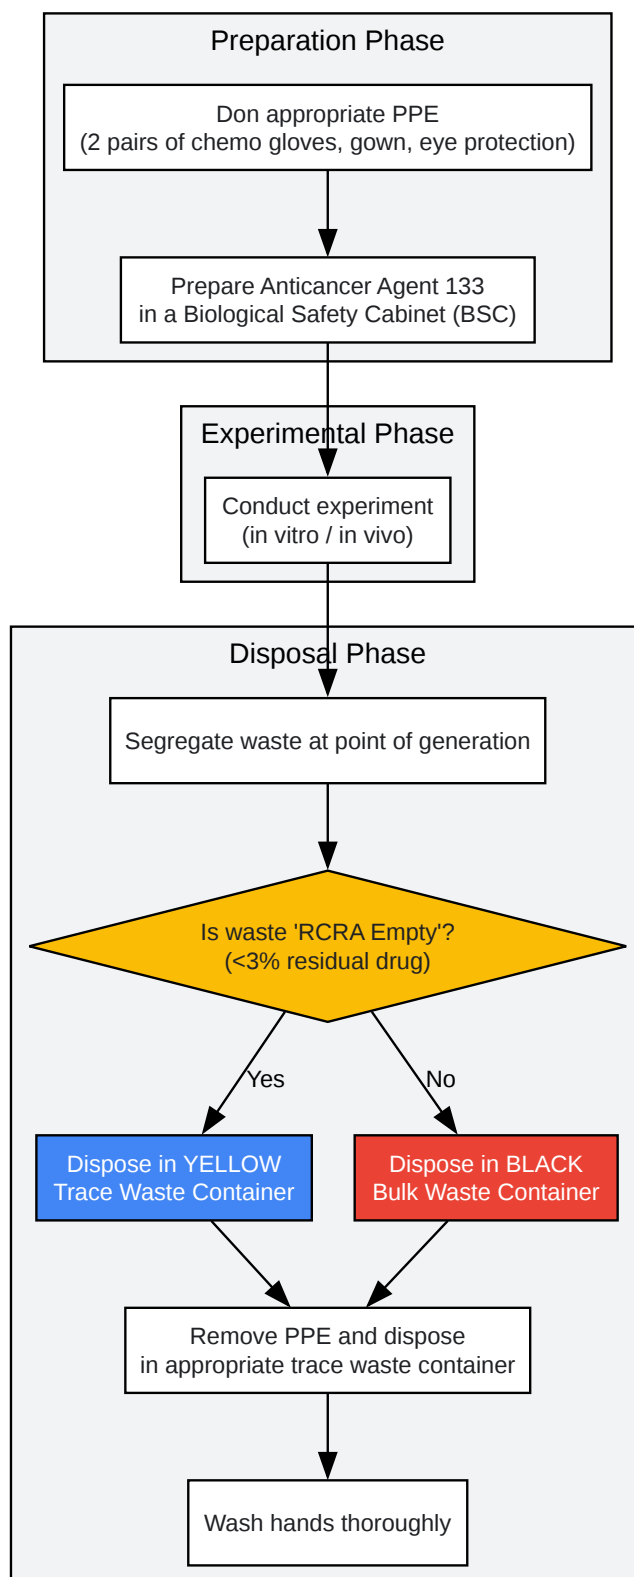 Preparation Phase
Don appropriate PPE
(2 pairs of chemo gloves, gown, eye protection)
Prepare Anticancer Agent 133
in a Biological Safety Cabinet (BSC)
Experimental Phase
Conduct experiment
(in vitro / in vivo)
Disposal Phase
Segregate waste at point of generation
Is waste 'RCRA Empty'?
(<3% residual drug)
Yes
No
Dispose in YELLOW
Trace Waste Container
Dispose in BLACK
Bulk Waste Container
Remove PPE and dispose
in appropriate trace waste container
Wash hands thoroughly